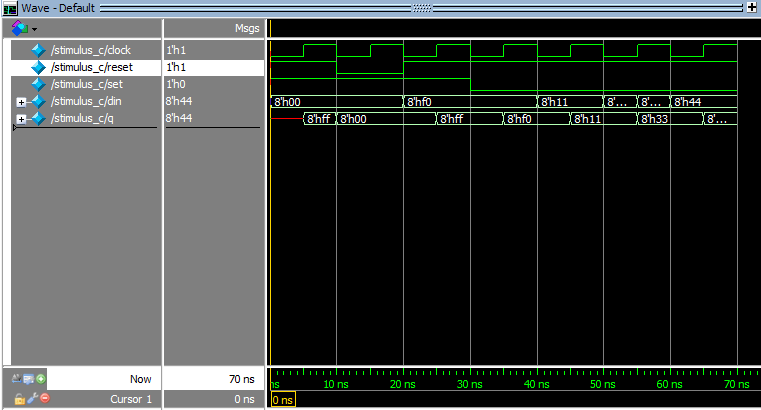 Wave - Default
Msgs
/stimulus_c/clock 1'h1
/stimulus_c/reset 1'h1
/stimulus_c/set 1'h0
/stimulus_c/din 8'h44 8'h00 8'hf0 8'h11 8'... 8'... 8'h44
/stimulus_c/q 8'h44 8'hff 8'h00 8'hff 8'hf0 8'h11 8'h33 8'...
Now 70 ns ns 10 ns 20 ns 30 ns 40 ns 50 ns 60 ns 70 ns
Cursor 1 0 ns 0 ns